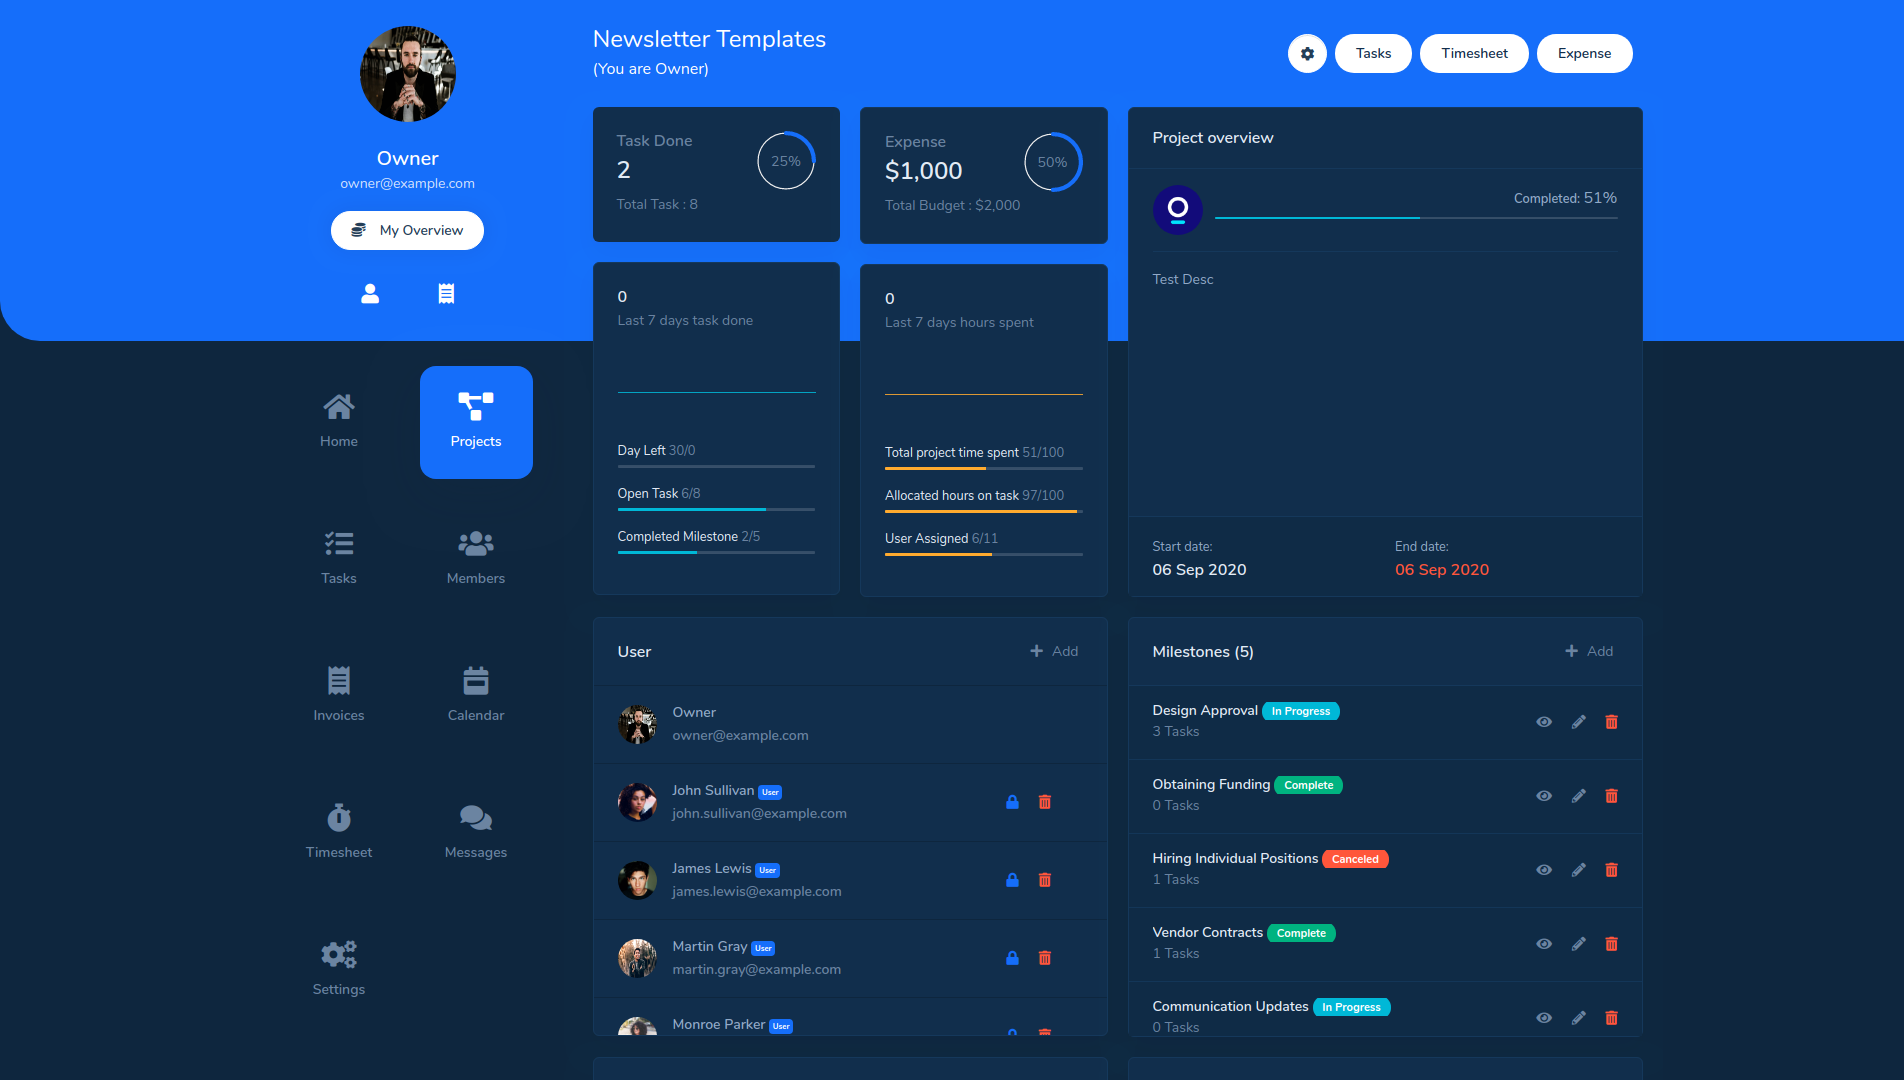 Owner
owner@example.com
My Overview
Home
Projects
Tasks
Members
Invoices
Calendar
Timesheet
Messages
Settings
Newsletter Templates
(You are Owner)
Tasks
Timesheet
Expense
Task Done
2
Total Task : 8
25%
Expense
$1,000
Total Budget : $2,000
50%
0
Last 7 days task done
Day Left 30/0
Open Task 6/8
Completed Milestone 2/5
0
Last 7 days hours spent
Total project time spent 51/100
Allocated hours on task 97/100
User Assigned 6/11
Project overview
Completed: 51%
Test Desc
Start date:
06 Sep 2020
End date:
06 Sep 2020
User
Add
Owner
owner@example.com
John Sullivan User
john.sullivan@example.com
James Lewis User
james.lewis@example.com
Martin Gray User
martin.gray@example.com
Monroe Parker User
Milestones (5)
Add
Design Approval In Progress
3 Tasks
Obtaining Funding Complete
0 Tasks
Hiring Individual Positions Canceled
1 Tasks
Vendor Contracts Complete
1 Tasks
Communication Updates In Progress
0 Tasks